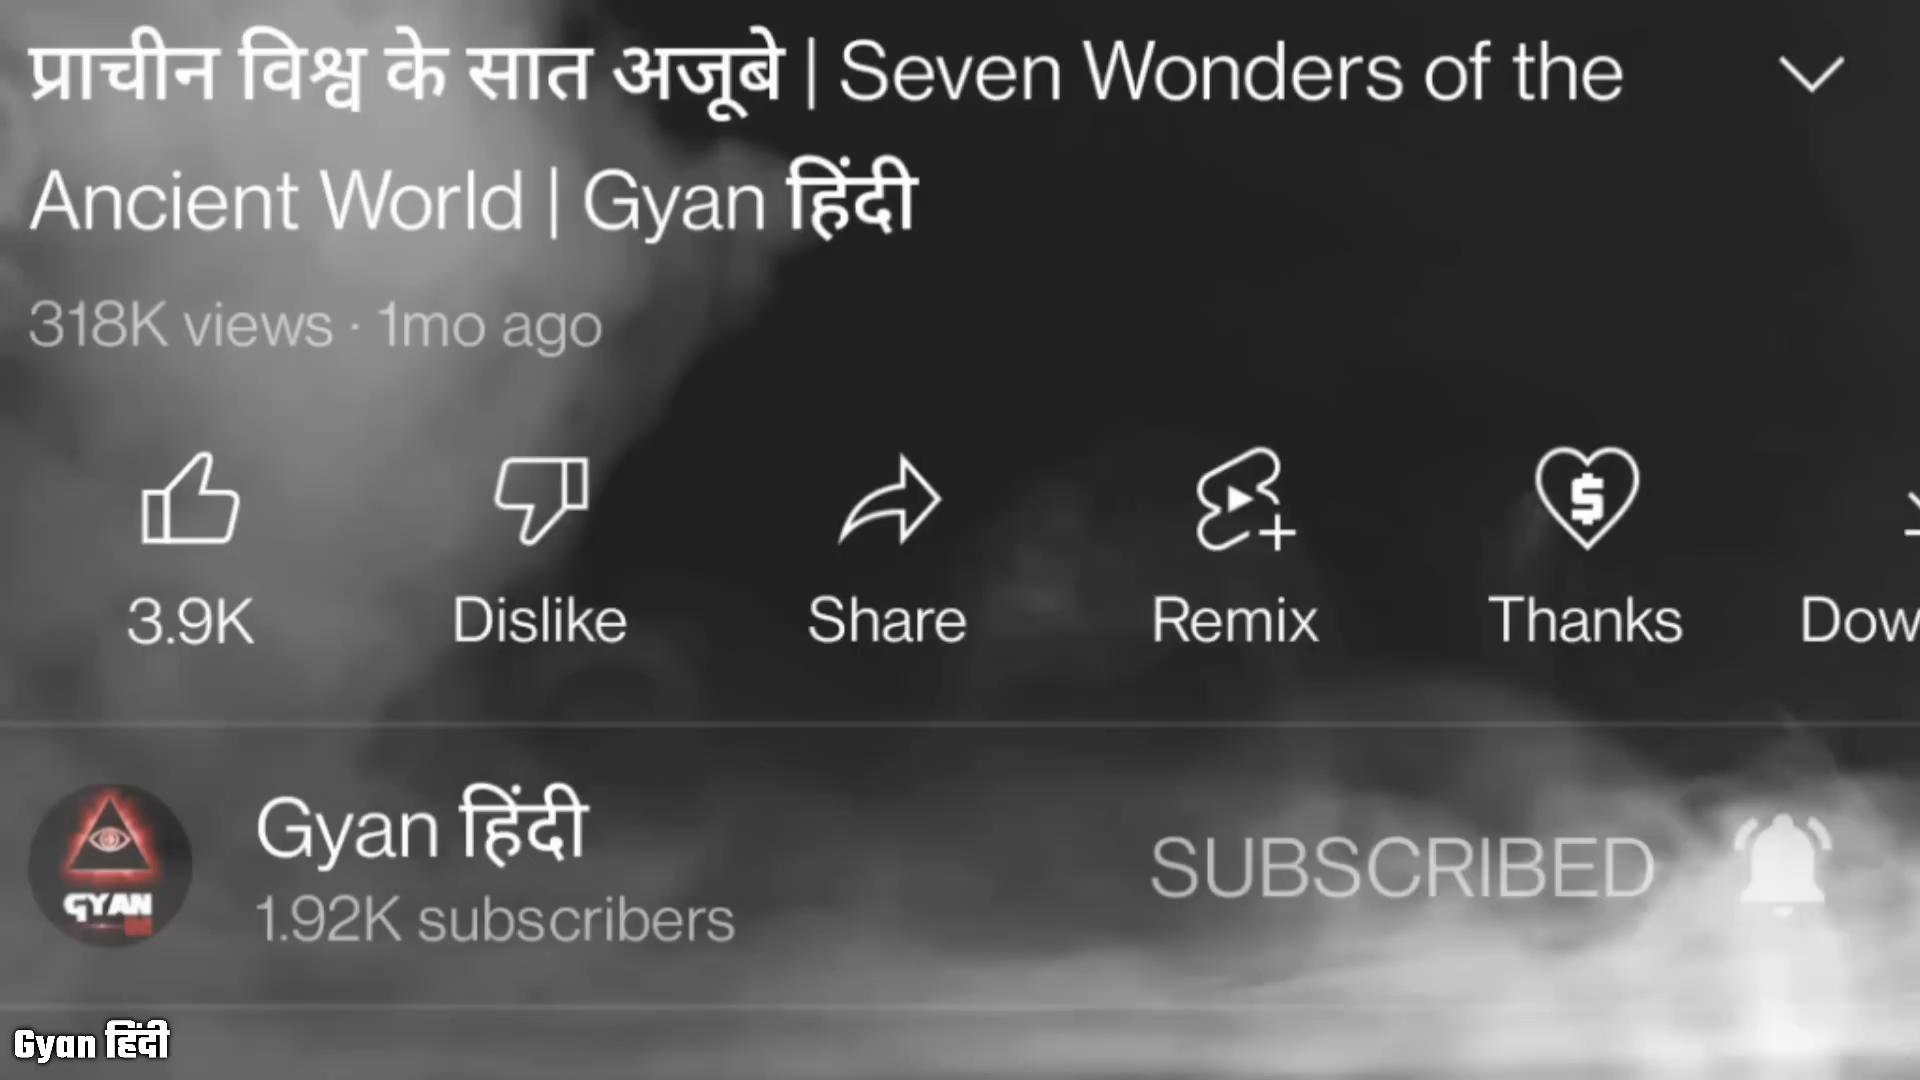 प्राचीन विश्व के सात अजूबे | Seven Wonders of the
Ancient World | Gyan हिंदी
318K views · 1mo ago
3.9K Dislike Share Remix Thanks Dow
Gyan हिंदी
GYAN
1.92K subscribers
SUBSCRIBED
Gyan हिंदी